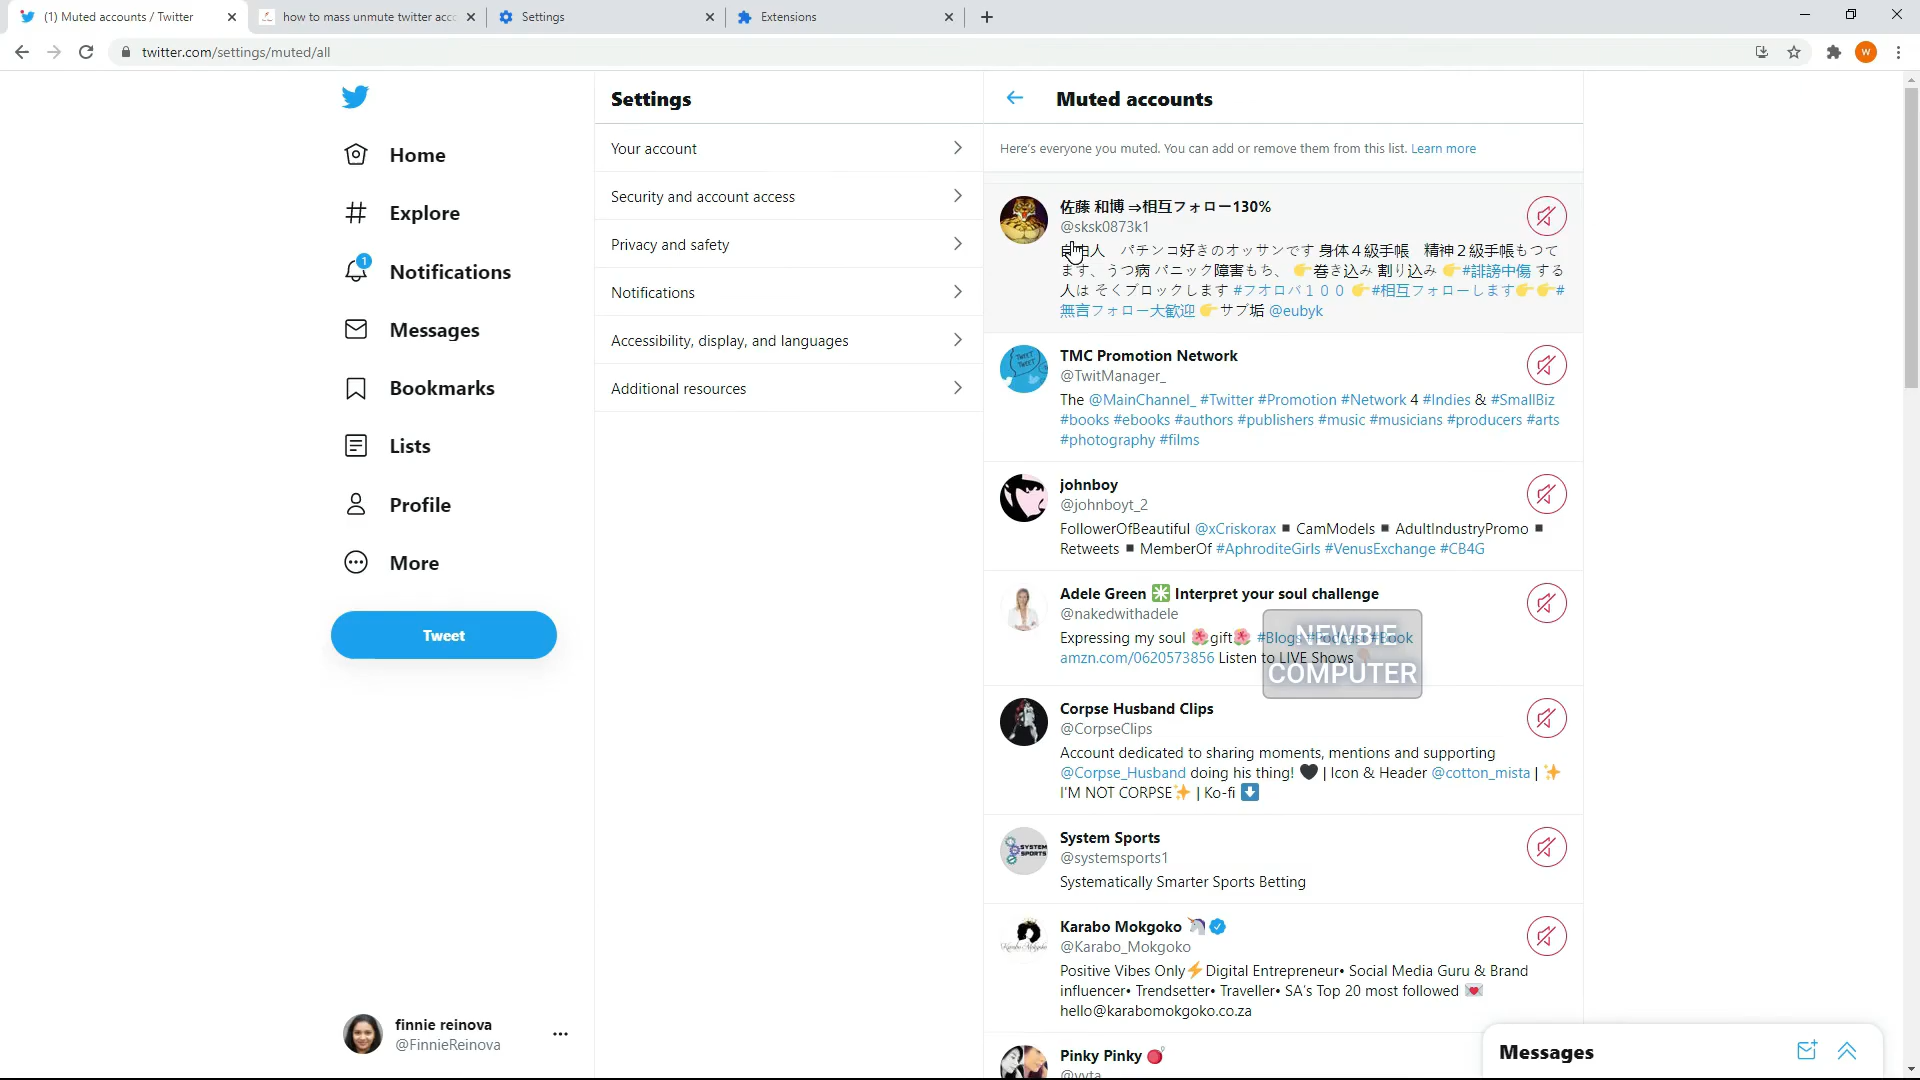 (1) Muted accounts / Twitter
how to mass unmute twitter acc
Settings
Extensions
twitter.com/settings/muted/all
W
Home
Explore
1
Notifications
Messages
Bookmarks
Lists
Profile
More
Tweet
finnie reinova
@FinnieReinova
Settings
Your account
Security and account access
Privacy and safety
Notifications
Accessibility, display, and languages
Additional resources
Muted accounts
Here's everyone you muted. You can add or remove them from this list. Learn more
佐藤 和博 ⇒相互フォロー130%
@sksk0873k1
自由人 パチンコ好きのオッサンです 身体４級手帳 精神２級手帳もつて
ます、うつ病 パニック障害もち、 👉巻き込み 割り込み 👉#誹謗中傷 する
人は そくブロックします #フオロバ１００ 👉#相互フォローします👉👉#
無言フォロー大歓迎 👉サブ垢 @eubyk
TMC Promotion Network
@TwitManager_
The @MainChannel_ #Twitter #Promotion #Network 4 #Indies & #SmallBiz
#books #ebooks #authors #publishers #music #musicians #producers #arts
#photography #films
johnboy
@johnboyt_2
FollowerOfBeautiful @xCriskorax ◾ CamModels ◾ AdultIndustryPromo ◾
Retweets ◾ MemberOf #AphroditeGirls #VenusExchange #CB4G
Adele Green ✳️ Interpret your soul challenge
@nakedwithadele
Expressing my soul 🌺gift🌺 #Blogs #Podcast #Book
amzn.com/0620573856 Listen to LIVE Shows
NEWBIE
COMPUTER
Corpse Husband Clips
@CorpseClips
Account dedicated to sharing moments, mentions and supporting
@Corpse_Husband doing his thing! 🖤 | Icon & Header @cotton_mista | ✨
I'M NOT CORPSE✨ | Ko-fi ⬇️
SYSTEM
SPORTS
System Sports
@systemsports1
Systematically Smarter Sports Betting
Karabo Mokgoko 🦄
@Karabo_Mokgoko
Positive Vibes Only⚡Digital Entrepreneur• Social Media Guru & Brand
influencer• Trendsetter• Traveller• SA's Top 20 most followed 💌
hello@karabomokgoko.co.za
Pinky Pinky
Messages